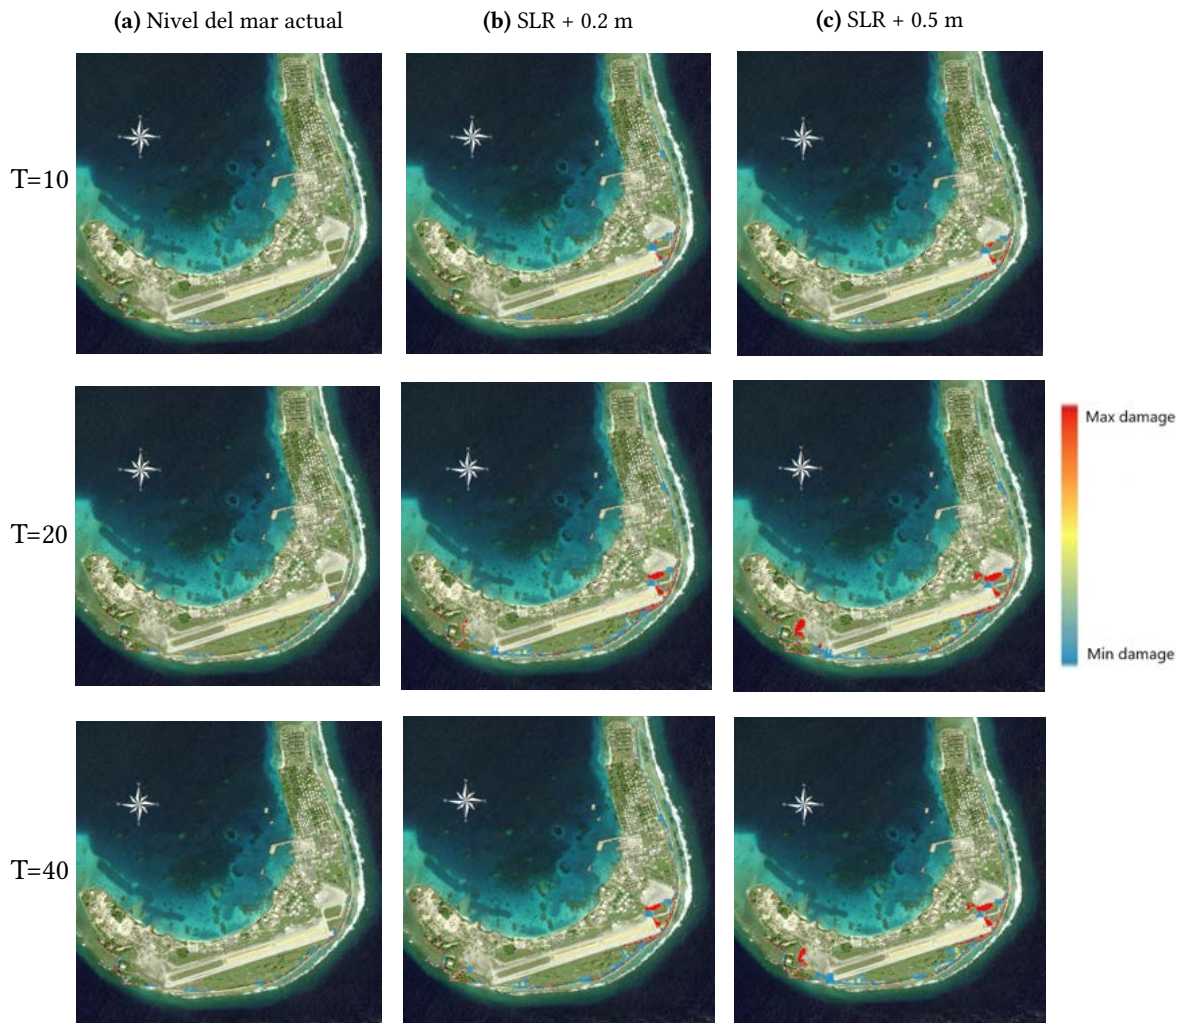 (a) Nivel del mar actual
(b) SLR + 0.2 m
(c) SLR + 0.5 m
T=10
T=20
Max damage
Min damage
T=40